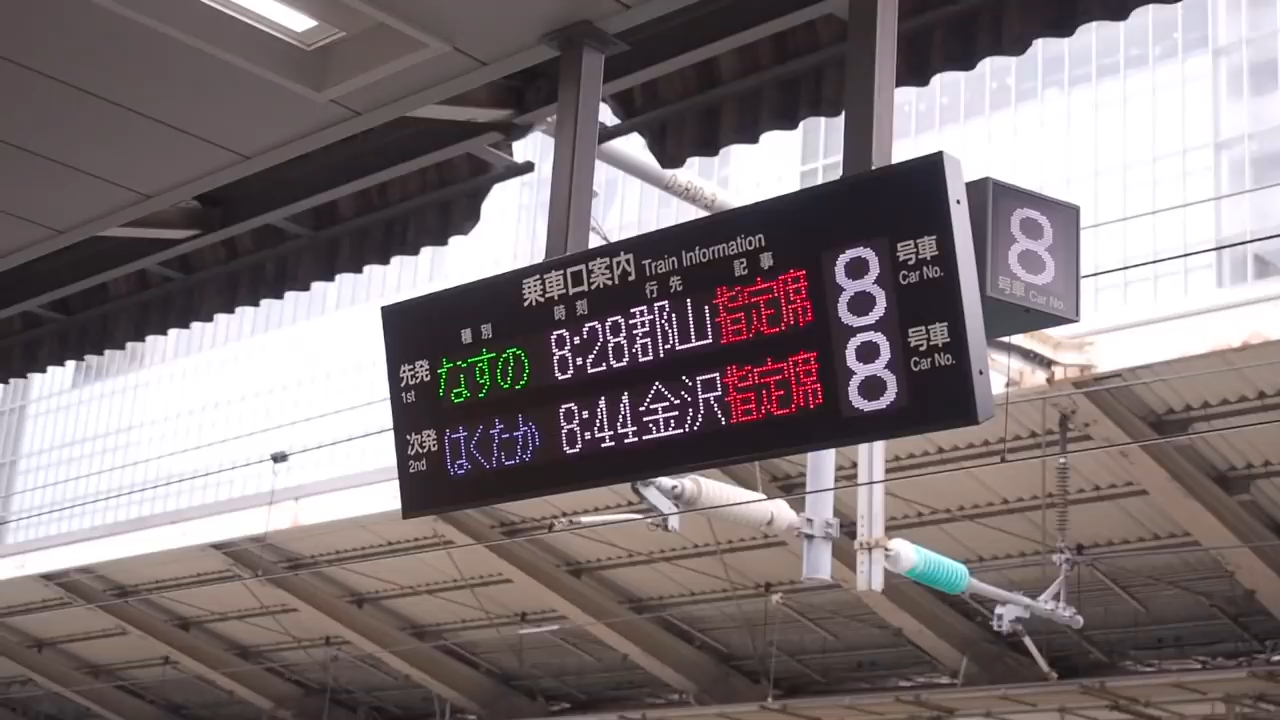 乗車口案内 Train Information
種別 時刻 行先 記事
先発 1st なすの 8:28 郡山 指定席 8 号車 Car No.
次発 2nd はくたか 8:44 金沢 指定席 8 号車 Car No.
8
号車 Car No.
D-R10-3